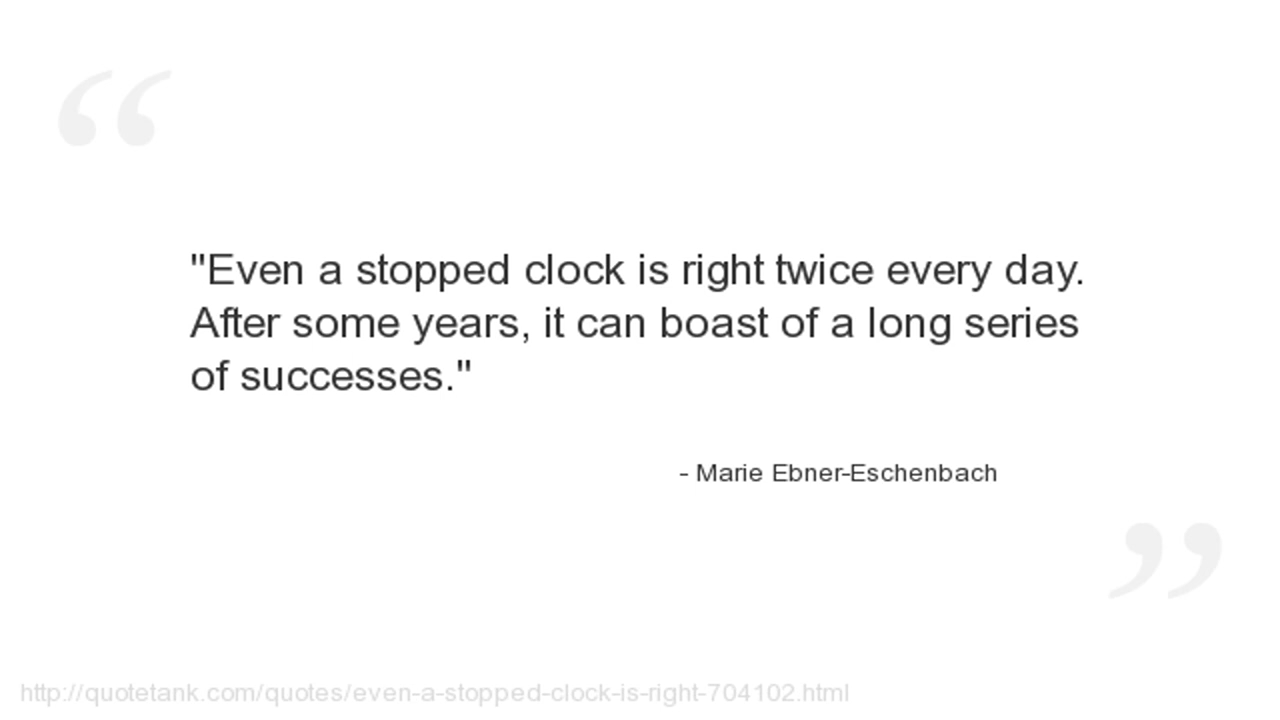 "Even a stopped clock is right twice every day.
After some years, it can boast of a long series
of successes."
- Marie Ebner-Eschenbach
http://quotetank.com/quotes/even-a-stopped-clock-is-right-704102.html